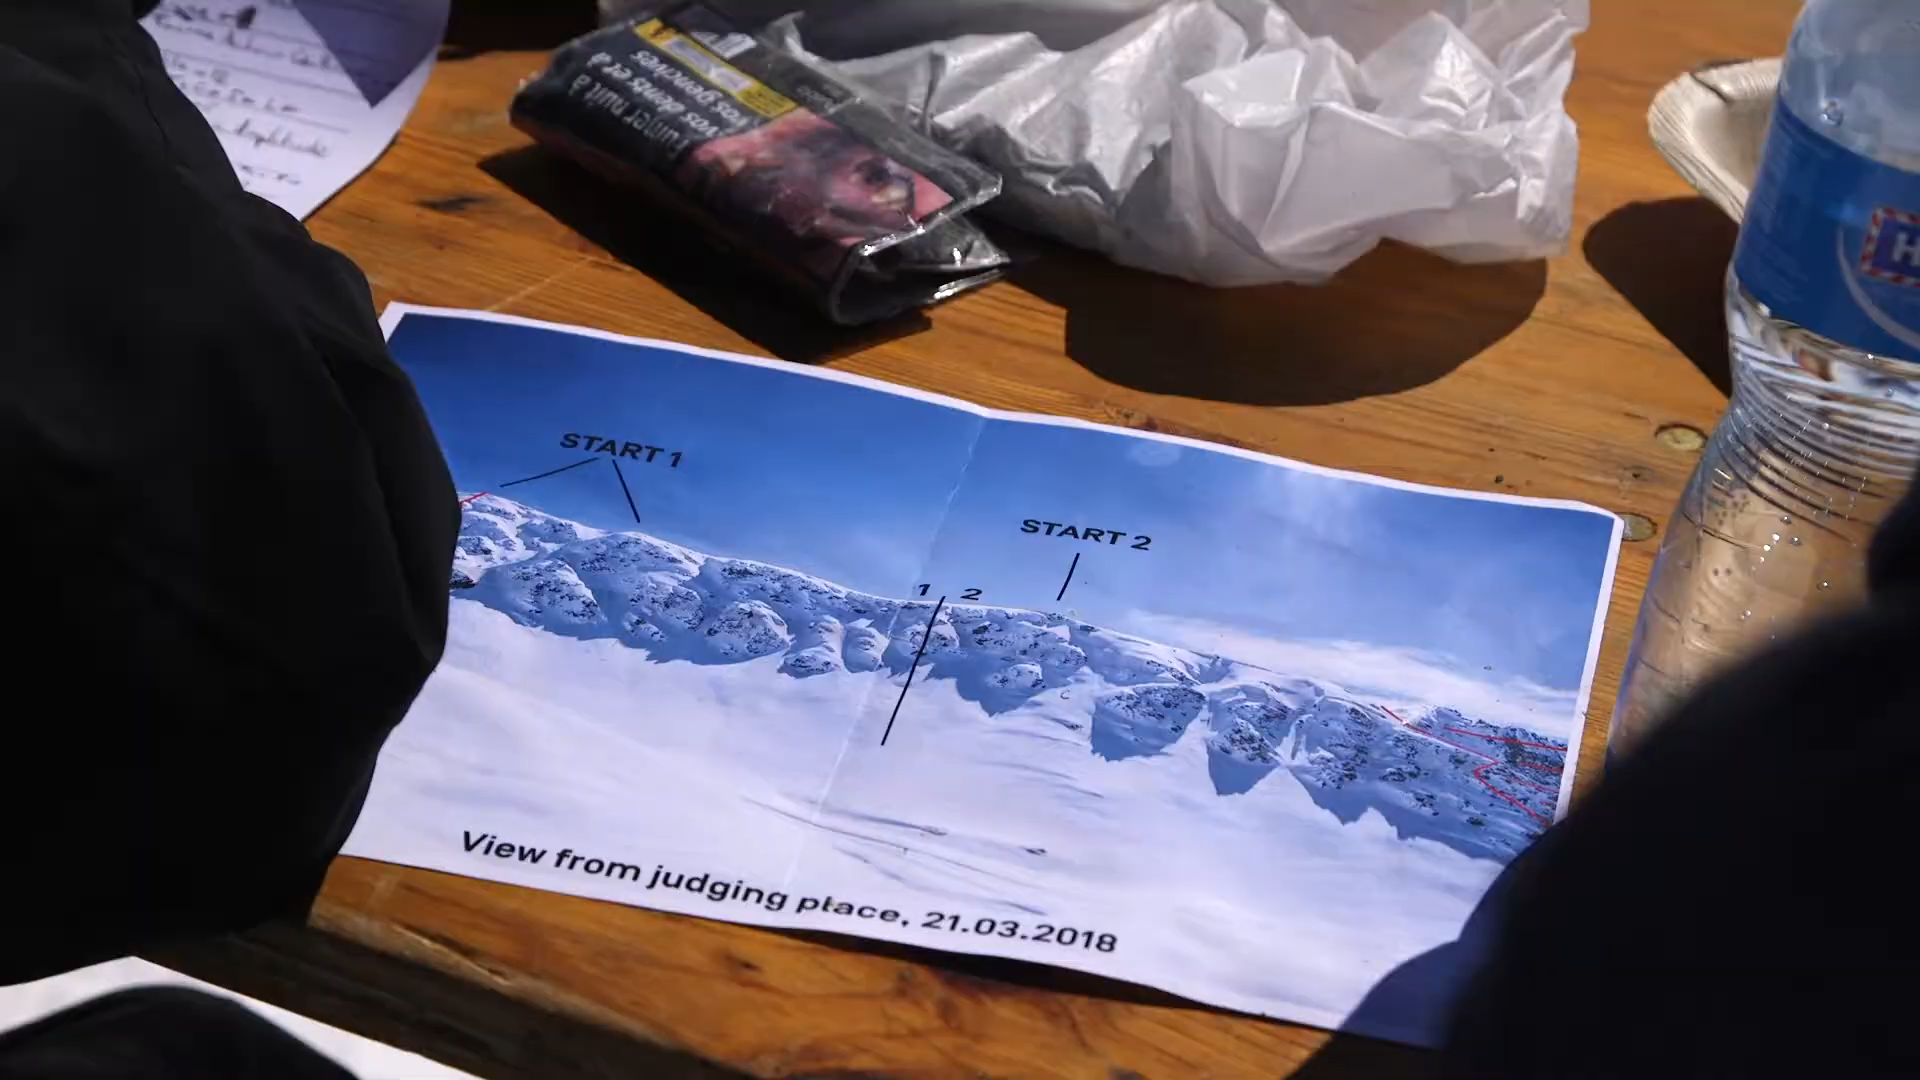 Amplitude
Fumer nuit à
vos dents et à
vos gencives
H
START 1
START 2
1 2
View from judging place, 21.03.2018